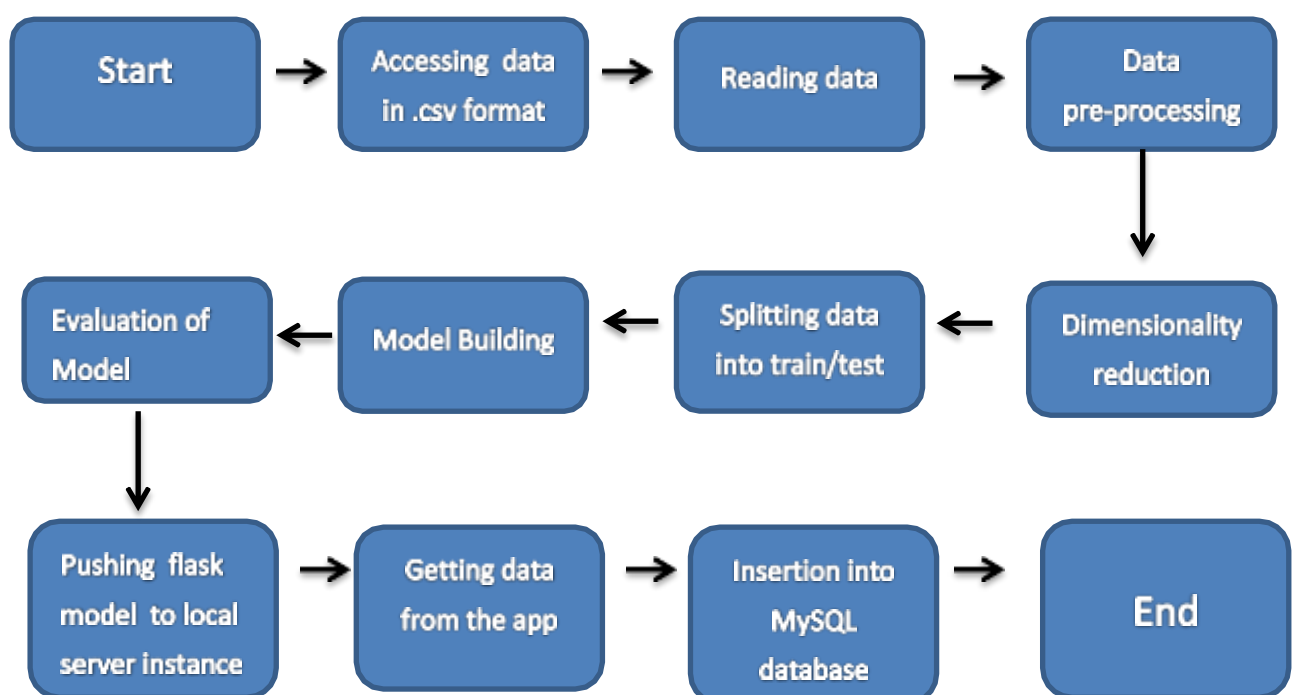 Start
Accessing data
in .csv format
Reading data
Data
pre-processing
Dimensionality
reduction
Splitting data
into train/test
Model Building
Evaluation of
Model
Pushing flask
model to local
server instance
Getting data
from the app
Insertion into
MySQL
database
End